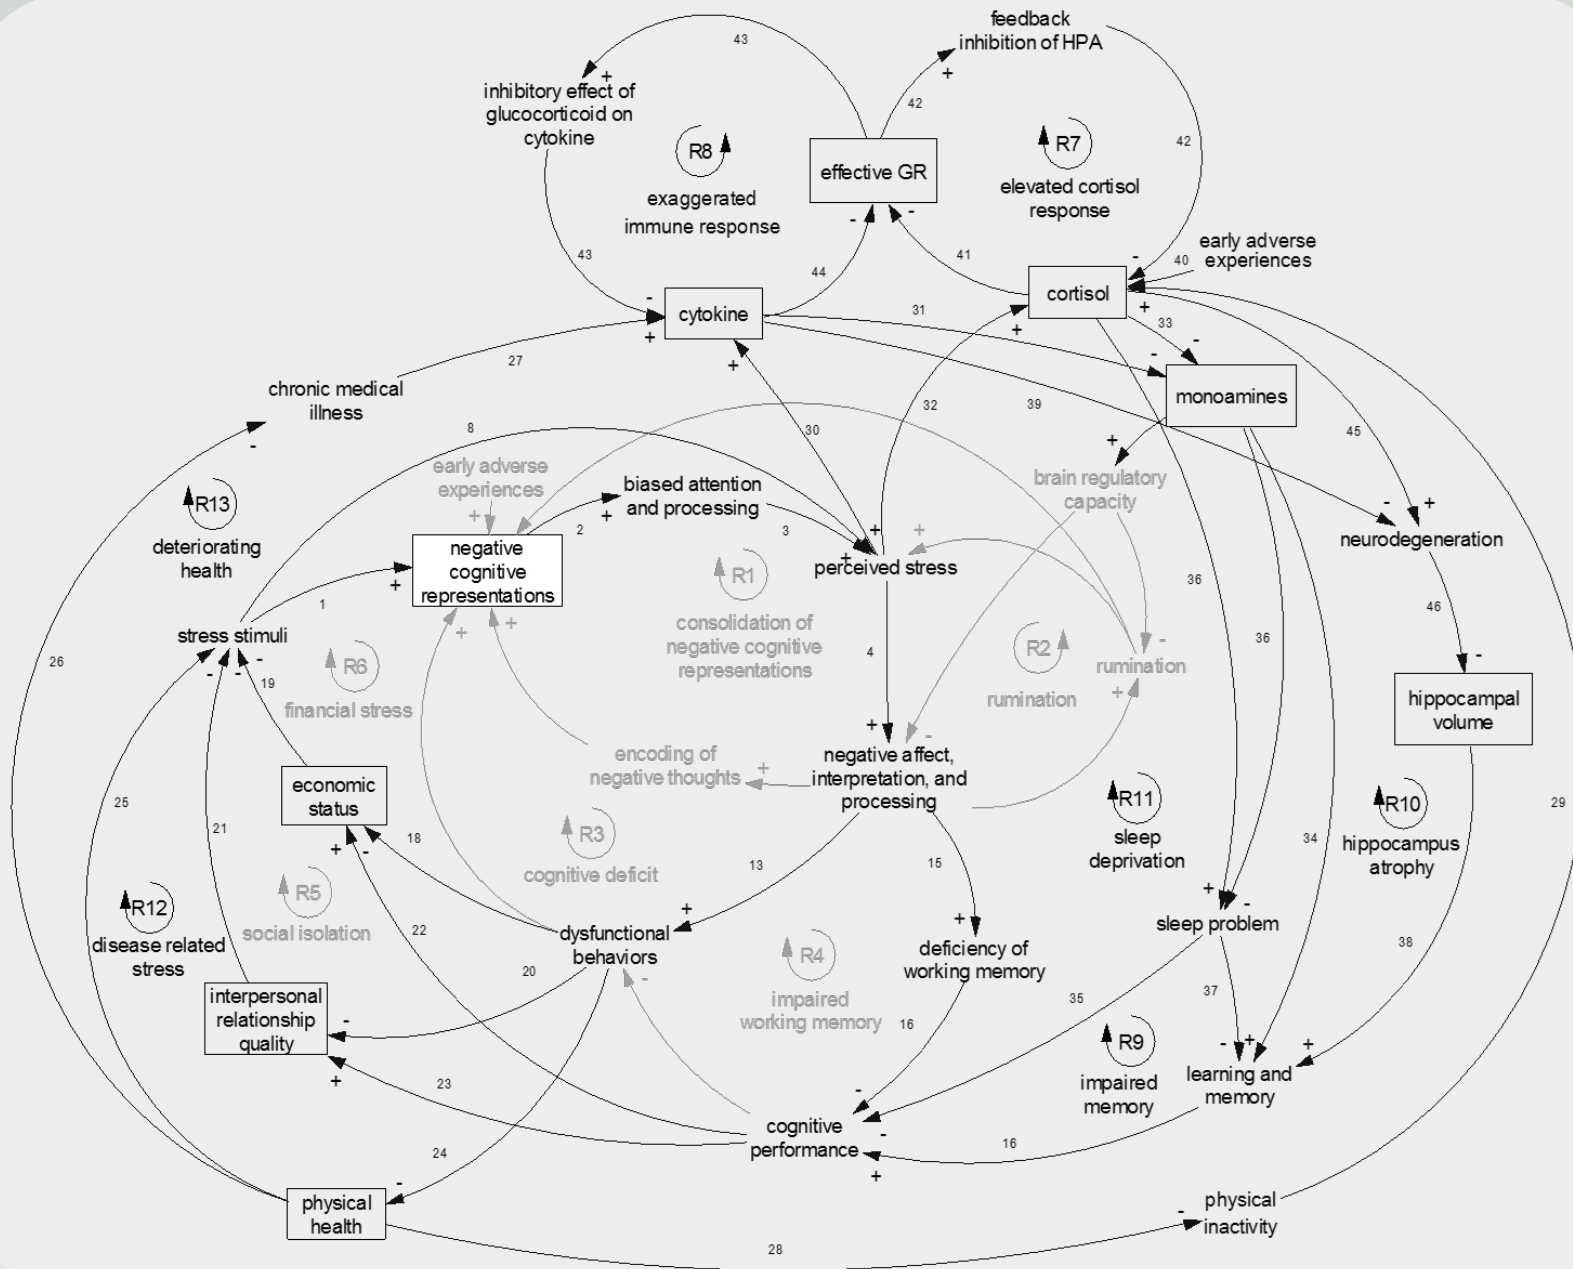 feedback
inhibition of HPA
43
+
+
inhibitory effect of
glucocorticoid on
cytokine
42
42
R8
R7
effective GR
exaggerated
immune response
elevated cortisol
response
-
-
early adverse
experiences
43
44
41
-
40
-
cortisol
+
cytokine
31
+
33
-
+
-
27
+
monoamines
chronic medical
illness
32
39
-
8
30
+
45
early adverse
experiences
biased attention
and processing
brain regulatory
capacity
R13
+
+
2
3
+
+
-
+
deteriorating
health
negative
cognitive
representations
+
neurodegeneration
perceived stress
R1
36
1
+
consolidation of
negative cognitive
representations
46
stress stimuli
+
+
4
R2
-
36
-
26
-
-
-
19
R6
rumination
rumination
+
hippocampal
volume
financial stress
+
-
encoding of
negative thoughts
+
negative affect,
interpretation, and
processing
economic
status
R11
R10
25
21
18
R3
sleep
deprivation
34
hippocampus
atrophy
29
+
-
cognitive deficit
13
15
R5
R12
+
+
+
-
social isolation
22
dysfunctional
behaviors
sleep problem
disease related
stress
R4
deficiency of
working memory
38
20
-
interpersonal
relationship
quality
-
impaired
working memory
35
37
16
R9
-
+
+
+
23
impaired
memory
learning and
memory
-
cognitive
performance
-
16
24
+
-
physical
health
-
physical
inactivity
28